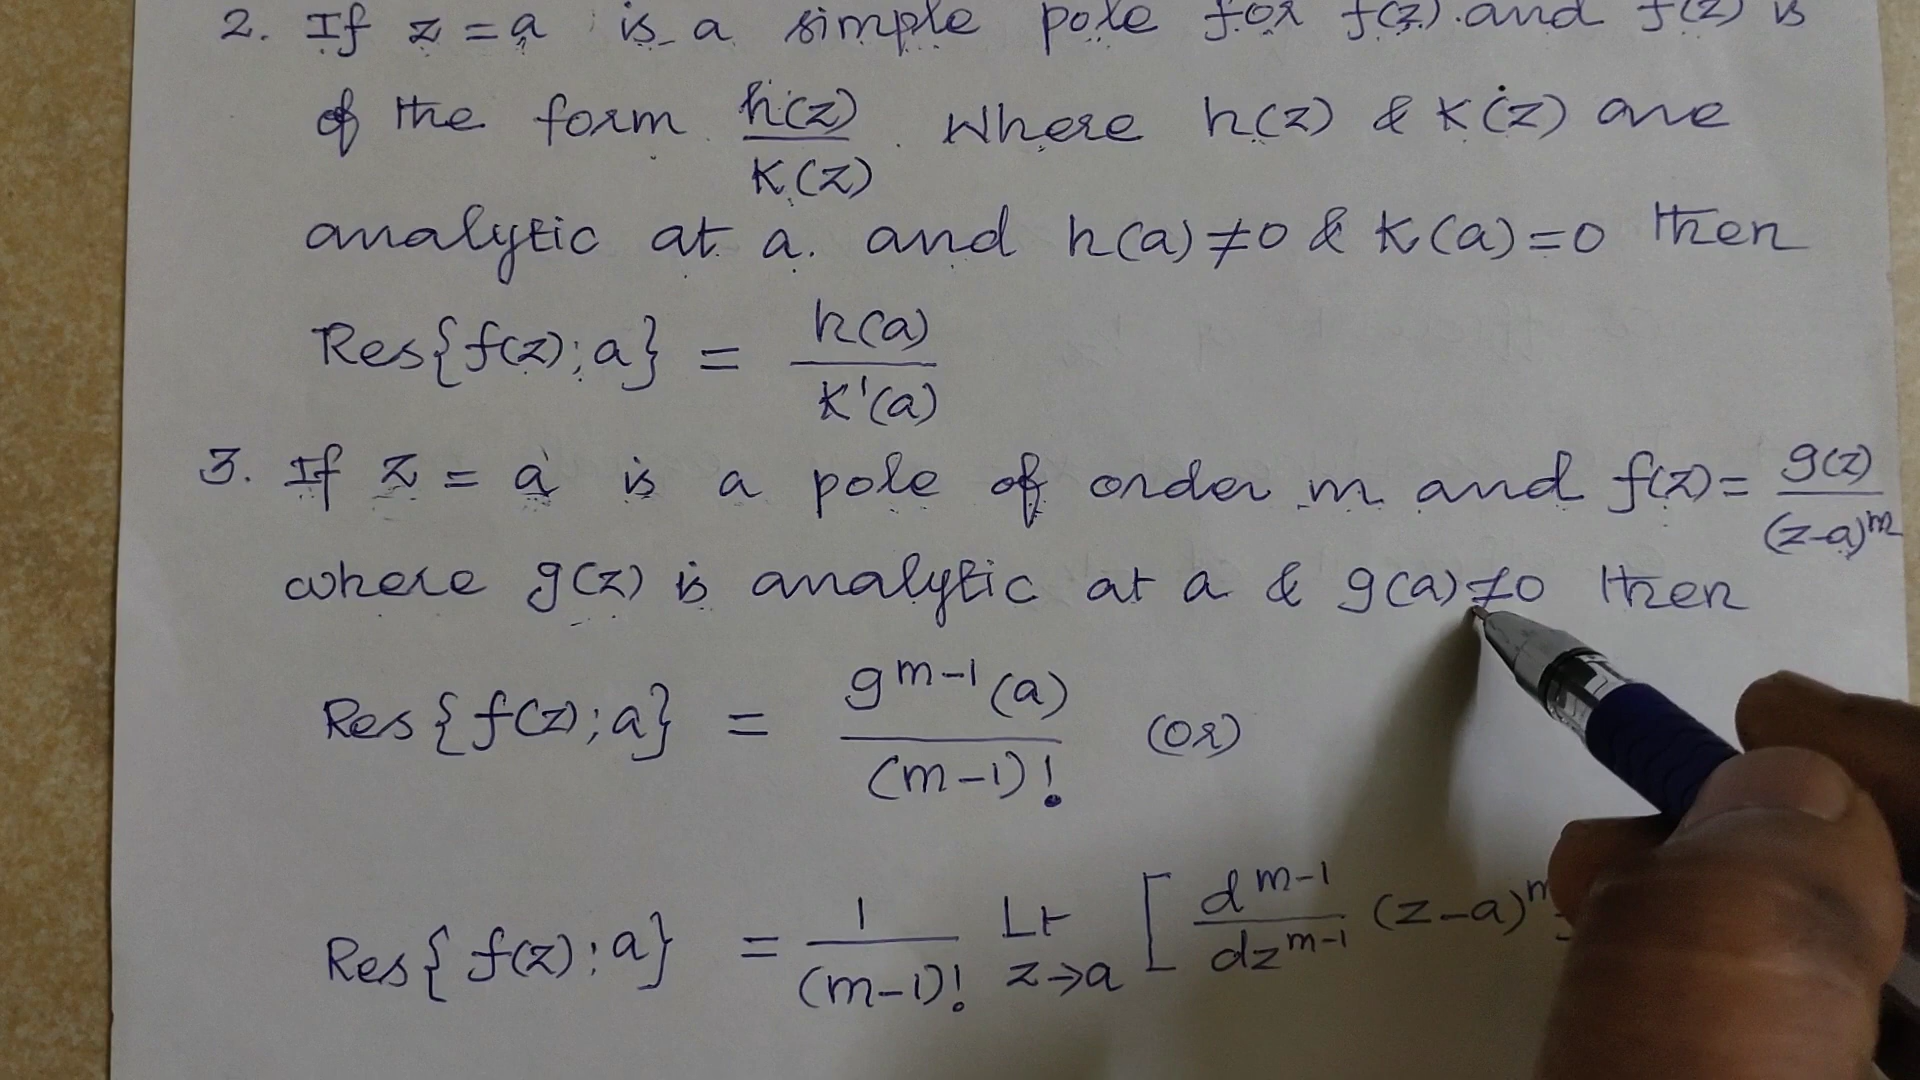 2. If z = a is a simple pole for f(z) and f(z) is
of the form h(z)/K(z) where h(z) & K(z) are
analytic at a. and h(a)≠0 & K(a)=0 then
Res{f(z);a} = h(a)/K'(a)
3. If z = a is a pole of order m and f(z)= g(z)/(z-a)^m
where g(z) is analytic at a & g(a)≠0 then
Res{f(z);a} = g^m-1(a)/(m-1)! (or)
Res{f(z);a} = 1/(m-1)! Lt z→a [d^m-1/dz^m-1 (z-a)^m